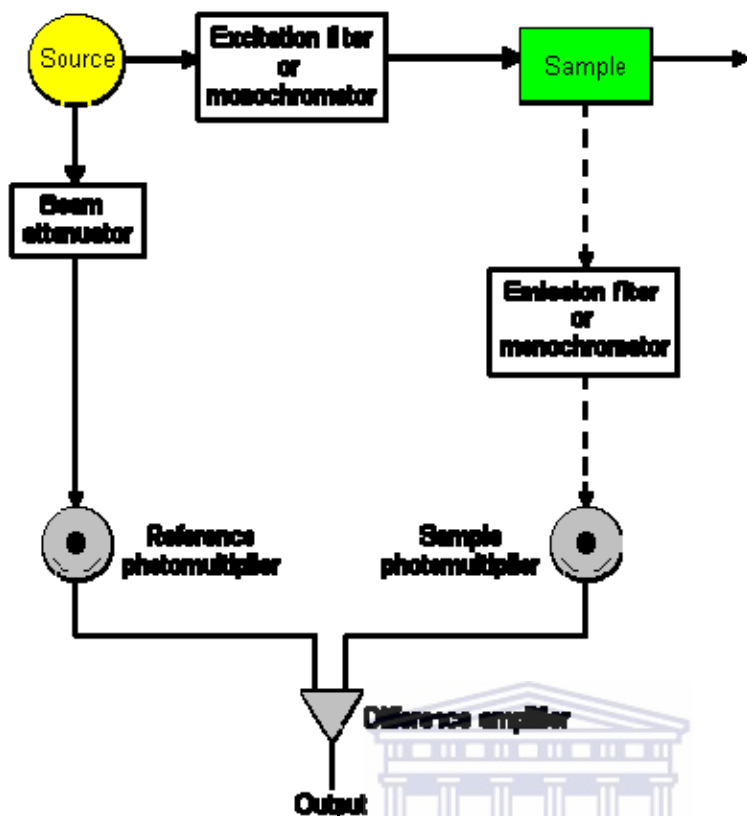 Source
Excitation filter
or
monochromator
Sample
Beam
attenuator
Emission filter
or
monochromator
Reference
photomultiplier
Sample
photomultiplier
Difference amplifier
Output